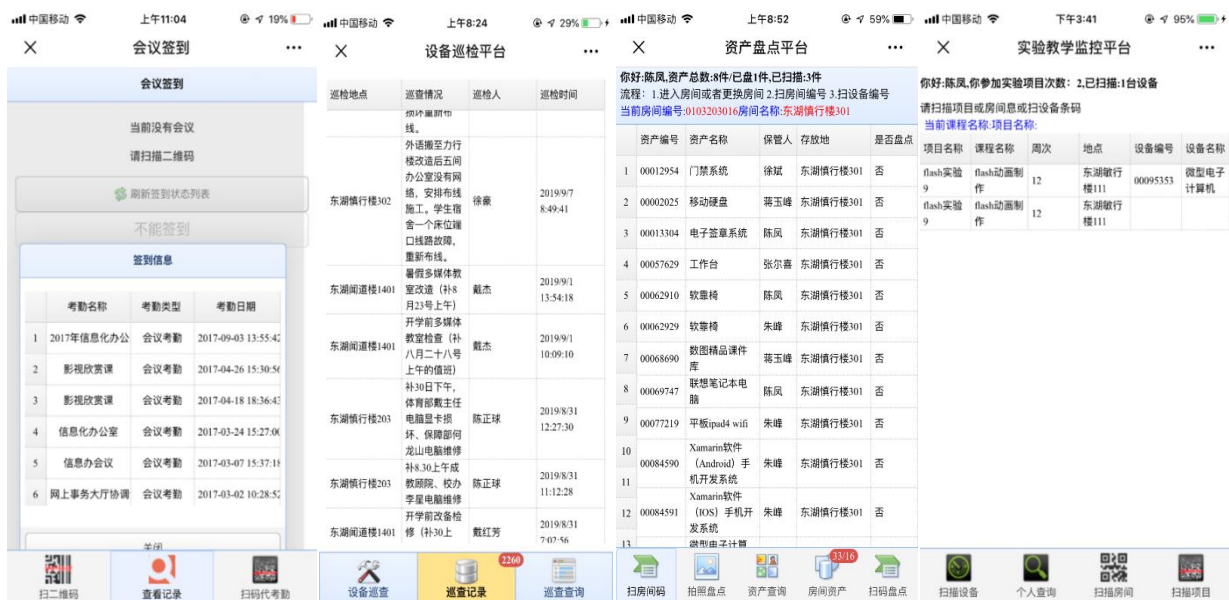 中国移动 上午11:04 19%
会议签到
会议签到
当前没有会议
请扫描二维码
刷新签到状态列表
不能签到
签到信息
考勤名称 考勤类型 考勤日期
1 2017年信息化办公 会议考勤 2017-09-03 13:55:42
2 影视欣赏课 会议考勤 2017-04-26 15:30:56
3 影视欣赏课 会议考勤 2017-04-18 18:36:43
4 信息化办公室 会议考勤 2017-03-24 15:27:00
5 信息办会议 会议考勤 2017-03-07 15:37:18
6 网上事务大厅协调 会议考勤 2017-03-02 10:28:52
关闭
扫二维码 查看记录 扫码代考勤
中国移动 上午8:24 29%
设备巡检平台
巡检地点 巡查情况 巡检人 巡检时间
损坏重新布
线。
外语搬至力行
楼改造后五间
办公室没有网
络，安排布线
东湖慎行楼302 施工。学生宿 徐豪 2019/9/7
舍一个床位端 8:49:41
口线路故障，
重新布线。
暑假多媒体教
东湖闻道楼1401 室改造（补8 戴杰 2019/9/1
月23号上午） 13:54:18
开学前多媒体
东湖闻道楼1401 教室检查（补 戴杰 2019/9/1
八月二十八号 10:09:10
上午的值班）
补30日下午，
体育部戴主任
东湖慎行楼203 电脑显卡损 陈正球 2019/8/31
坏、保障部何 12:27:30
龙山电脑维修
补8.30上午成
东湖慎行楼203 教顾院、校办 陈正球 2019/8/31
李星电脑维修 11:12:28
开学前改备检
东湖闻道楼1401 修（补30上 戴红芳 2019/8/31
7:02:56
2260
设备巡查 巡查记录 巡查查询
中国移动 上午8:52 59%
资产盘点平台
你好:陈凤,资产总数:8件/已盘1件,已扫描:3件
流程：1.进入房间或者更换房间 2.扫房间编号 3.扫设备编号
当前房间编号:0103203016房间名称:东湖慎行楼301
资产编号 资产名称 保管人 存放地 是否盘点
1 00012954 门禁系统 徐斌 东湖慎行楼301 否
2 00002025 移动硬盘 蒋玉峰 东湖慎行楼301 否
3 00013304 电子签章系统 陈凤 东湖慎行楼301 否
4 00057629 工作台 张尔喜 东湖慎行楼301 否
5 00062910 软靠椅 陈凤 东湖慎行楼301 否
6 00062929 软靠椅 朱峰 东湖慎行楼301 否
7 00068690 数图精品课件 蒋玉峰 东湖慎行楼301 否
库
8 00069747 联想笔记本电 陈凤 东湖慎行楼301 否
脑
9 00077219 平板ipad4 wifi 朱峰 东湖慎行楼301 否
10 Xamarin软件
00084590 （Android）手 朱峰 东湖慎行楼301 否
11 机开发系统
Xamarin软件
12 00084591 （IOS）手机开 朱峰 东湖慎行楼301 否
发系统
13 微型电子计算
33/16
扫房间码 拍照盘点 资产查询 房间资产 扫码盘点
中国移动 下午3:41 95%
实验教学监控平台
你好:陈凤,你参加实验项目次数：2,已扫描:1台设备
请扫描项目或房间息或扫设备条码
当前课程名称:项目名称:
项目名称 课程名称 周次 地点 设备编号 设备名称
flash实验 flash动画制 12 东湖敏行 00095353 微型电子
9 作 楼111 计算机
flash实验 flash动画制 12 东湖敏行
9 作 楼111
扫描设备 个人查询 扫描房间 扫描项目